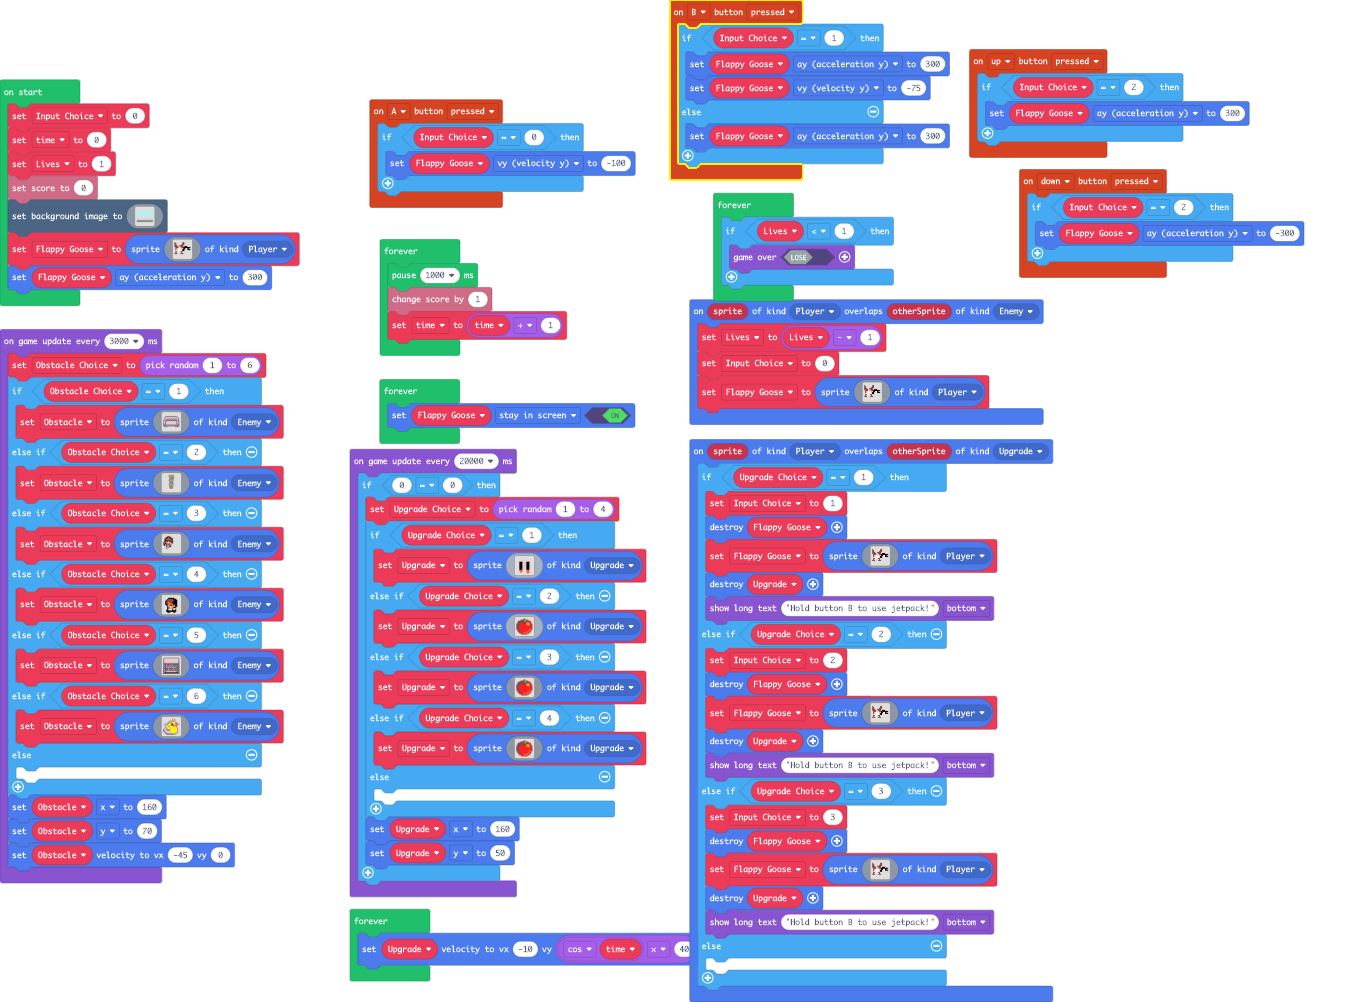 on start
set Input Choice to 0
set time to 0
set Lives to 1
set score to 0
set background image to
set Flappy Goose to sprite of kind Player
set Flappy Goose ay (acceleration y) to 300
on game update every 3000 ms
set Obstacle Choice to pick random 1 to 6
if Obstacle Choice = 1 then
set Obstacle to sprite of kind Enemy
else if Obstacle Choice = 2 then
set Obstacle to sprite of kind Enemy
else if Obstacle Choice = 3 then
set Obstacle to sprite of kind Enemy
else if Obstacle Choice = 4 then
set Obstacle to sprite of kind Enemy
else if Obstacle Choice = 5 then
set Obstacle to sprite of kind Enemy
else if Obstacle Choice = 6 then
set Obstacle to sprite of kind Enemy
else
set Obstacle x to 160
set Obstacle y to 70
set Obstacle velocity to vx -45 vy 0
on A button pressed
if Input Choice = 0 then
set Flappy Goose vy (velocity y) to -100
forever
pause 1000 ms
change score by 1
set time to time + 1
forever
set Flappy Goose stay in screen ON
on game update every 20000 ms
if 0 = 0 then
set Upgrade Choice to pick random 1 to 4
if Upgrade Choice = 1 then
set Upgrade to sprite of kind Upgrade
else if Upgrade Choice = 2 then
set Upgrade to sprite of kind Upgrade
else if Upgrade Choice = 3 then
set Upgrade to sprite of kind Upgrade
else if Upgrade Choice = 4 then
set Upgrade to sprite of kind Upgrade
else
set Upgrade x to 160
set Upgrade y to 50
forever
set Upgrade velocity to vx -10 vy cos time × 40
on B button pressed
if Input Choice = 1 then
set Flappy Goose ay (acceleration y) to 300
set Flappy Goose vy (velocity y) to -75
else
set Flappy Goose ay (acceleration y) to 300
on up button pressed
if Input Choice = 2 then
set Flappy Goose ay (acceleration y) to 300
on down button pressed
if Input Choice = 2 then
set Flappy Goose ay (acceleration y) to -300
forever
if Lives < 1 then
game over LOSE
on sprite of kind Player overlaps otherSprite of kind Enemy
set Lives to Lives - 1
set Input Choice to 0
set Flappy Goose to sprite of kind Player
on sprite of kind Player overlaps otherSprite of kind Upgrade
if Upgrade Choice = 1 then
set Input Choice to 1
destroy Flappy Goose
set Flappy Goose to sprite of kind Player
destroy Upgrade
show long text "Hold button B to use jetpack!" bottom
else if Upgrade Choice = 2 then
set Input Choice to 2
destroy Flappy Goose
set Flappy Goose to sprite of kind Player
destroy Upgrade
show long text "Hold button B to use jetpack!" bottom
else if Upgrade Choice = 3 then
set Input Choice to 3
destroy Flappy Goose
set Flappy Goose to sprite of kind Player
destroy Upgrade
show long text "Hold button B to use jetpack!" bottom
else